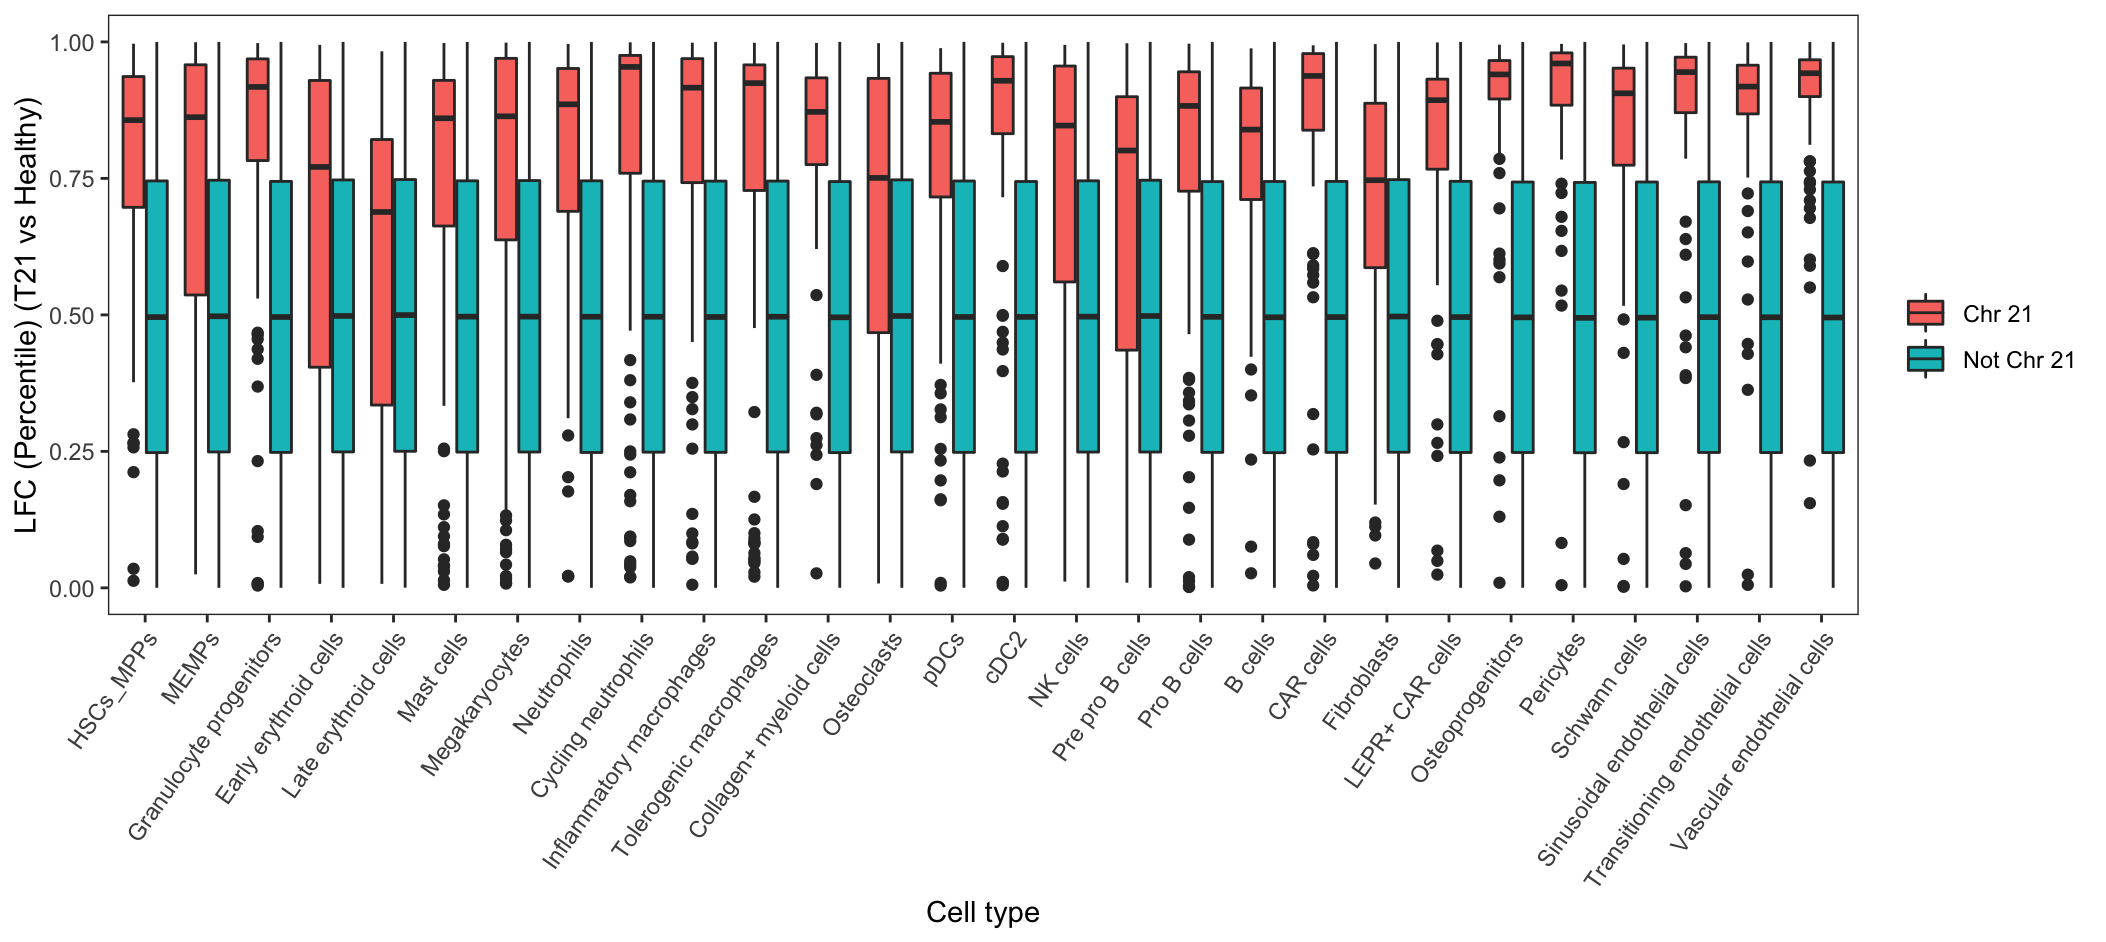 LFC (Percentile) (T21 vs Healthy)
1.00
0.75
0.50
0.25
0.00
HSCs_MPPs
MEMPs
Granulocyte progenitors
Early erythroid cells
Late erythroid cells
Mast cells
Megakaryocytes
Neutrophils
Cycling neutrophils
Inflammatory macrophages
Tolerogenic macrophages
Collagen+ myeloid cells
Osteoclasts
pDCs
cDC2
NK cells
Pre pro B cells
Pro B cells
B cells
CAR cells
Fibroblasts
LEPR+ CAR cells
Osteoprogenitors
Pericytes
Schwann cells
Sinusoidal endothelial cells
Transitioning endothelial cells
Vascular endothelial cells
Cell type
Chr 21
Not Chr 21